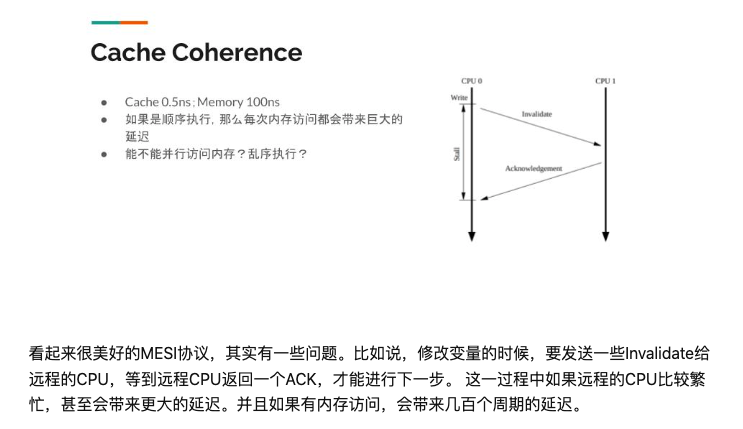 Cache Coherence
● Cache 0.5ns; Memory 100ns
● 如果是顺序执行, 那么每次内存访问都会带来巨大的
延迟
● 能不能并行访问内存？乱序执行？
CPU 0
CPU 1
Write
Invalidate
Stall
Acknowledgement
看起来很美好的MESI协议，其实有一些问题。比如说，修改变量的时候，要发送一些Invalidate给
远程的CPU，等到远程CPU返回一个ACK，才能进行下一步。 这一过程中如果远程的CPU比较繁
忙，甚至会带来更大的延迟。并且如果有内存访问，会带来几百个周期的延迟。